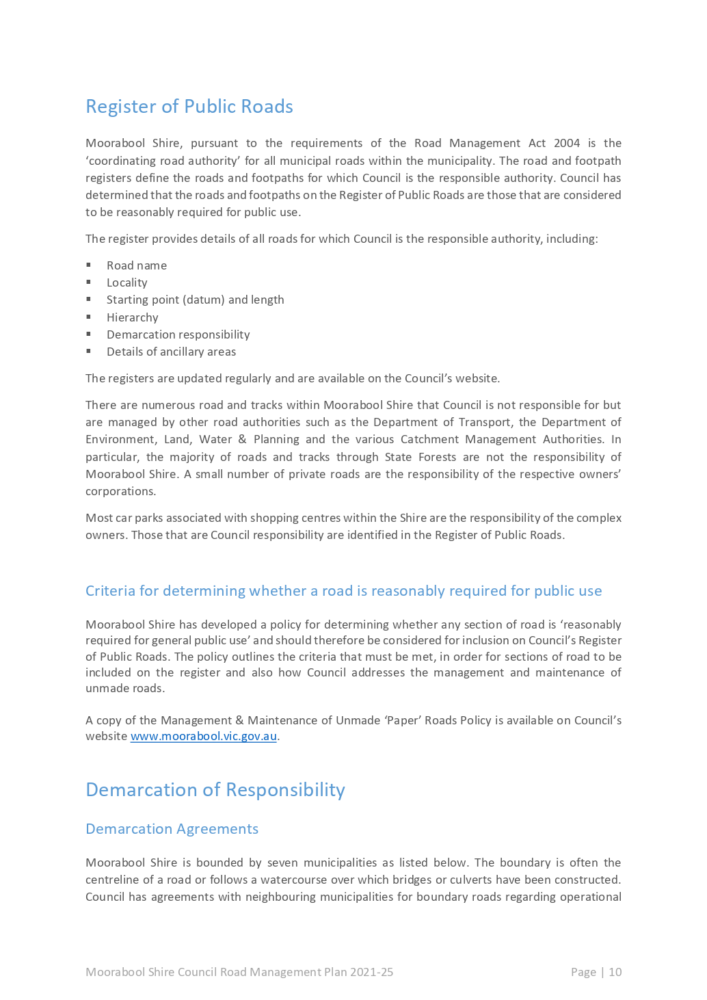 Register of Public Roads
Moorabool Shire, pursuant to the requirements of the Road Management Act 2004 is the
‘coordinating road authority’ for all municipal roads within the municipality. The road and footpath
registers define the roads and footpaths for which Council is the responsible authority. Council has
determined that the roads and footpaths on the Register of Public Roads are those that are considered
to be reasonably required for public use.
The register provides details of all roads for which Council is the responsible authority, including:
▪ Road name
▪ Locality
▪ Starting point (datum) and length
▪ Hierarchy
▪ Demarcation responsibility
▪ Details of ancillary areas
The registers are updated regularly and are available on the Council’s website.
There are numerous road and tracks within Moorabool Shire that Council is not responsible for but
are managed by other road authorities such as the Department of Transport, the Department of
Environment, Land, Water & Planning and the various Catchment Management Authorities. In
particular, the majority of roads and tracks through State Forests are not the responsibility of
Moorabool Shire. A small number of private roads are the responsibility of the respective owners’
corporations.
Most car parks associated with shopping centres within the Shire are the responsibility of the complex
owners. Those that are Council responsibility are identified in the Register of Public Roads.
Criteria for determining whether a road is reasonably required for public use
Moorabool Shire has developed a policy for determining whether any section of road is ‘reasonably
required for general public use’ and should therefore be considered for inclusion on Council’s Register
of Public Roads. The policy outlines the criteria that must be met, in order for sections of road to be
included on the register and also how Council addresses the management and maintenance of
unmade roads.
A copy of the Management & Maintenance of Unmade ‘Paper’ Roads Policy is available on Council’s
website www.moorabool.vic.gov.au.
Demarcation of Responsibility
Demarcation Agreements
Moorabool Shire is bounded by seven municipalities as listed below. The boundary is often the
centreline of a road or follows a watercourse over which bridges or culverts have been constructed.
Council has agreements with neighbouring municipalities for boundary roads regarding operational
Moorabool Shire Council Road Management Plan 2021-25 Page | 10